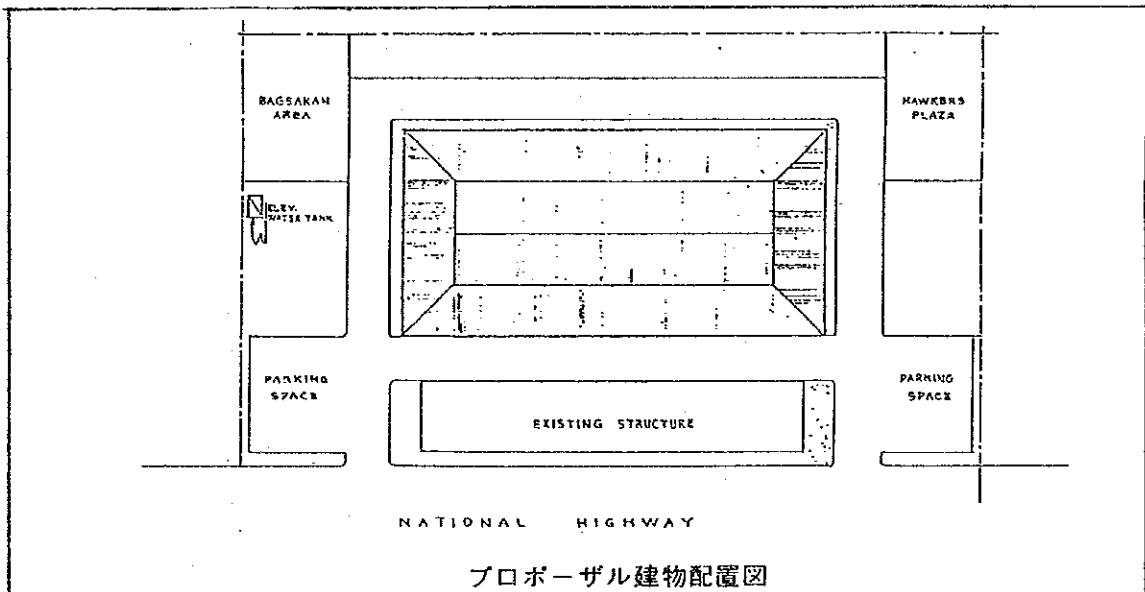 BAGSAKAN
AREA
HAWKERS
PLAZA
ELEV.
WATER TANK
PARKING
SPACE
PARKING
SPACE
EXISTING STRUCTURE
NATIONAL HIGHWAY
プロポーザル建物配置図